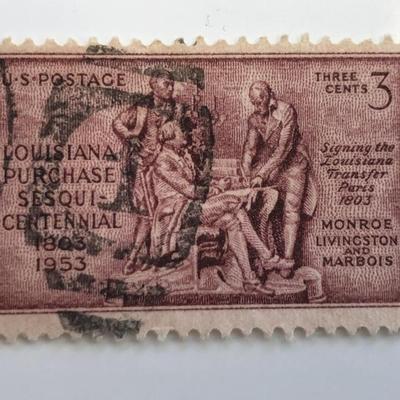 U.S. POSTAGE
THREE
CENTS 3
LOUISIANA
PURCHASE
SESQUI-
CENTENNIAL
1803
1953
Signing the
Louisiana
Transfer
Paris
1803
MONROE
LIVINGSTON
AND
MARBOIS